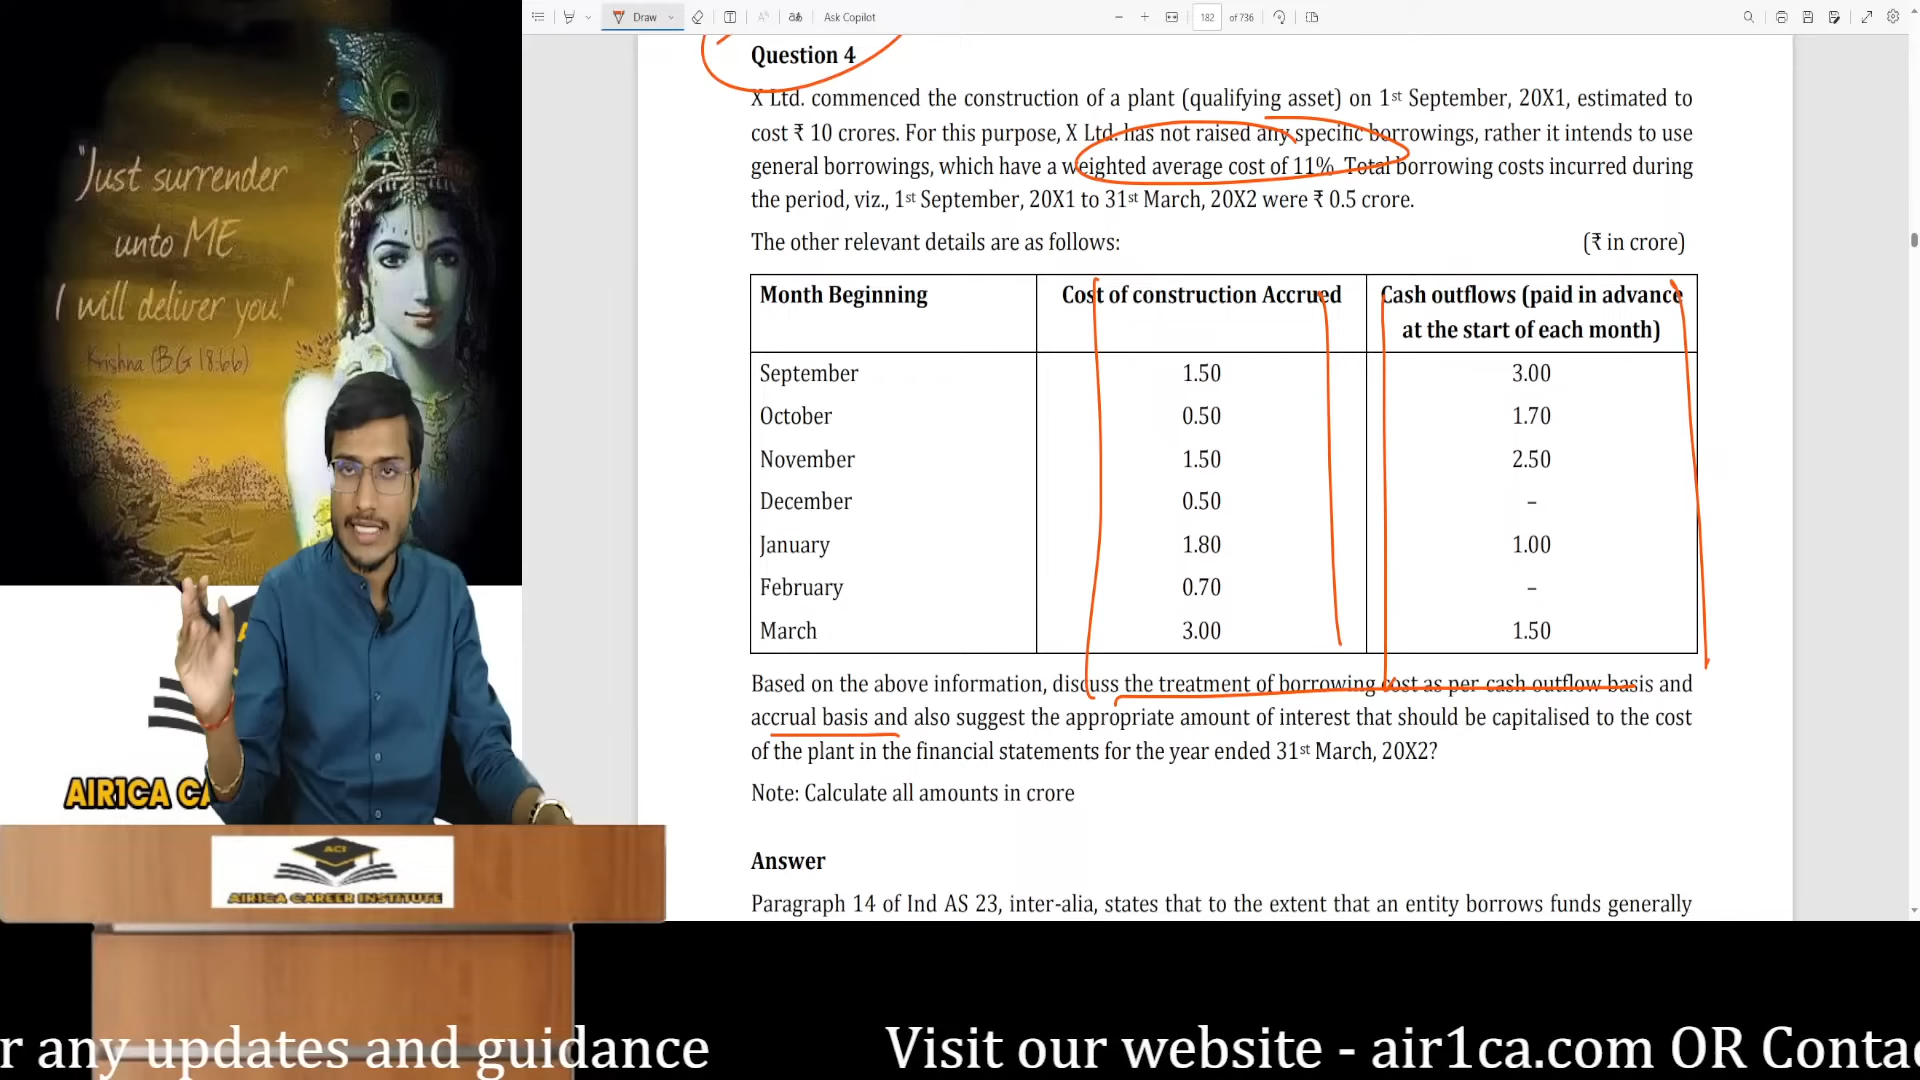 Draw
Ask Copilot
182 of 736
Question 4
X Ltd. commenced the construction of a plant (qualifying asset) on 1st September, 20X1, estimated to
cost ₹ 10 crores. For this purpose, X Ltd. has not raised any specific borrowings, rather it intends to use
general borrowings, which have a weighted average cost of 11%. Total borrowing costs incurred during
the period, viz., 1st September, 20X1 to 31st March, 20X2 were ₹ 0.5 crore.
The other relevant details are as follows: (₹ in crore)
Month Beginning Cost of construction Accrued Cash outflows (paid in advance
at the start of each month)
September 1.50 3.00
October 0.50 1.70
November 1.50 2.50
December 0.50 –
January 1.80 1.00
February 0.70 –
March 3.00 1.50
Based on the above information, discuss the treatment of borrowing cost as per cash outflow basis and
accrual basis and also suggest the appropriate amount of interest that should be capitalised to the cost
of the plant in the financial statements for the year ended 31st March, 20X2?
Note: Calculate all amounts in crore
Answer
Paragraph 14 of Ind AS 23, inter-alia, states that to the extent that an entity borrows funds generally
"Just surrender
unto ME
I will deliver you!"
Krishna (B.G 18:66)
AIR1CA CA
ACI
AIR1CA CAREER INSTITUTE
r any updates and guidance Visit our website - air1ca.com OR Contac